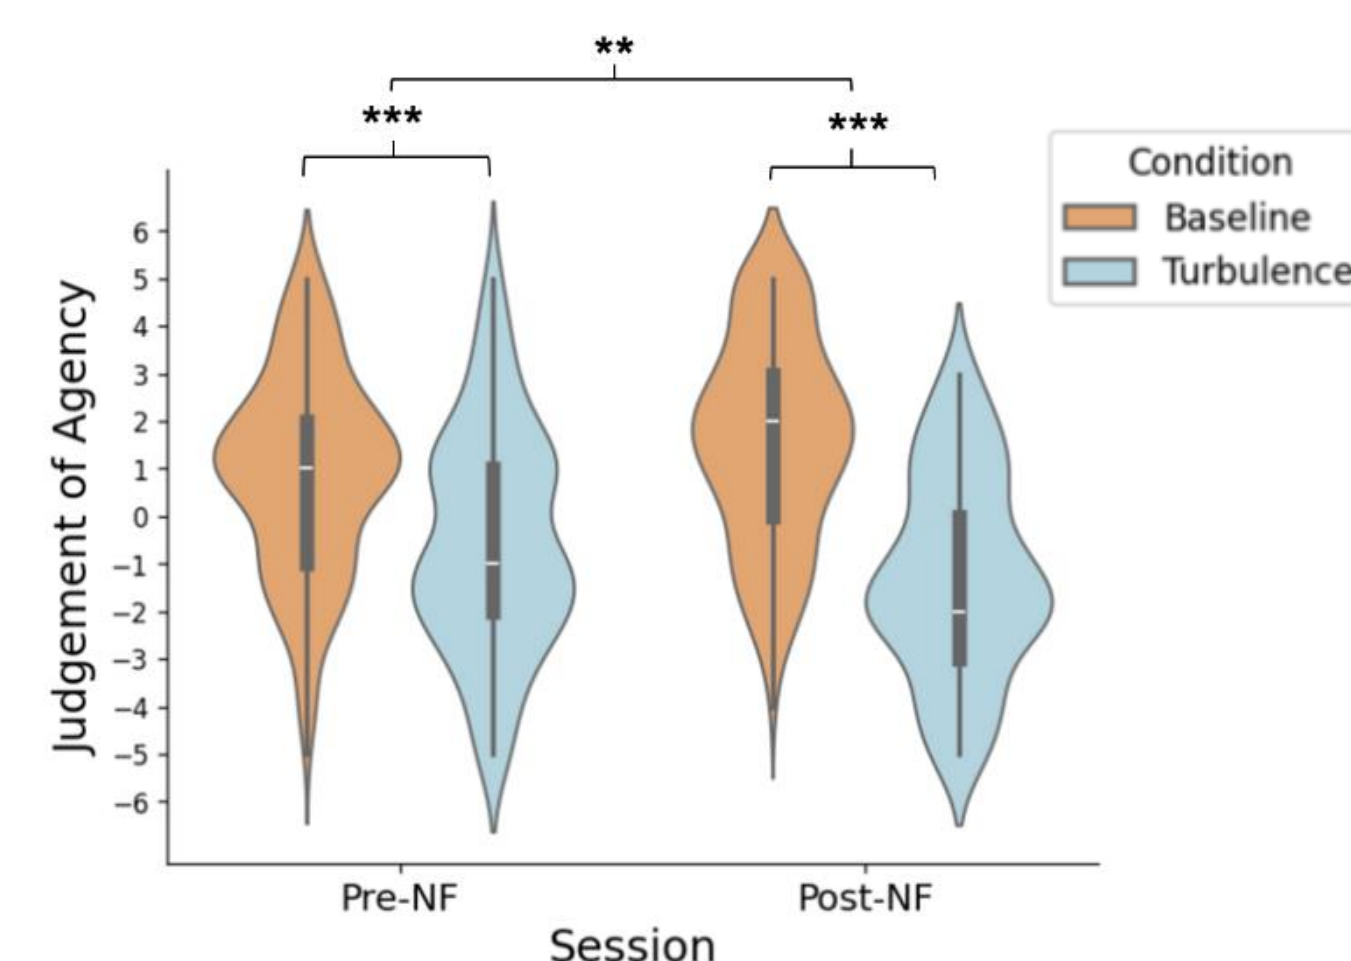 **
***
***
Condition
Baseline
Turbulence
Judgement of Agency
6
5
4
3
2
1
0
−1
−2
−3
−4
−5
−6
Pre-NF
Post-NF
Session